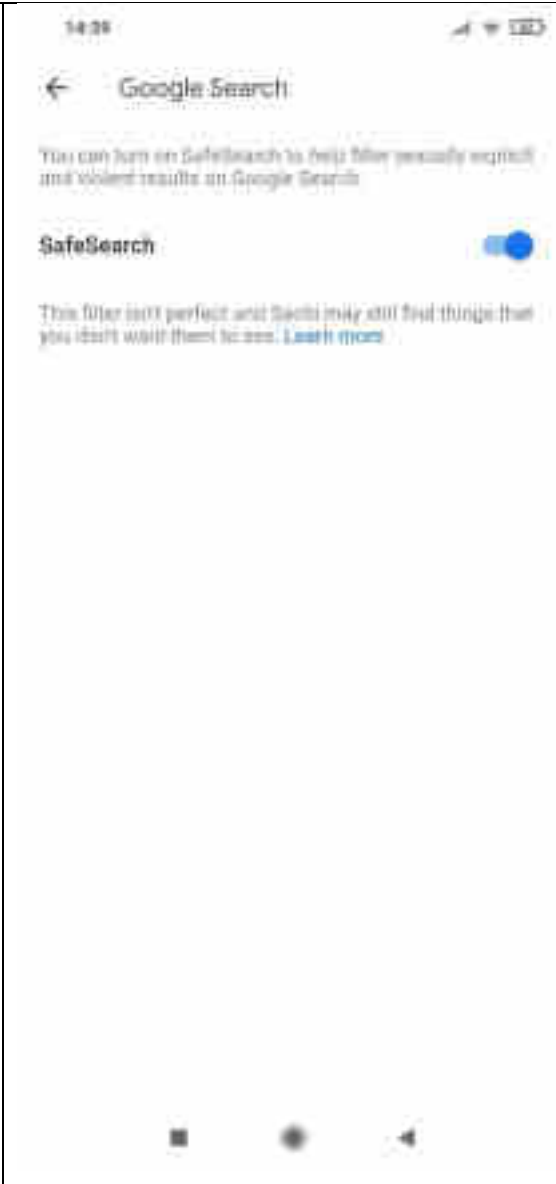 14:39
Google Search
You can turn on SafeSearch to help filter sexually explicit
and violent results on Google Search
SafeSearch
This filter isn't perfect and may still find things that
you don't want them to see. Learn more